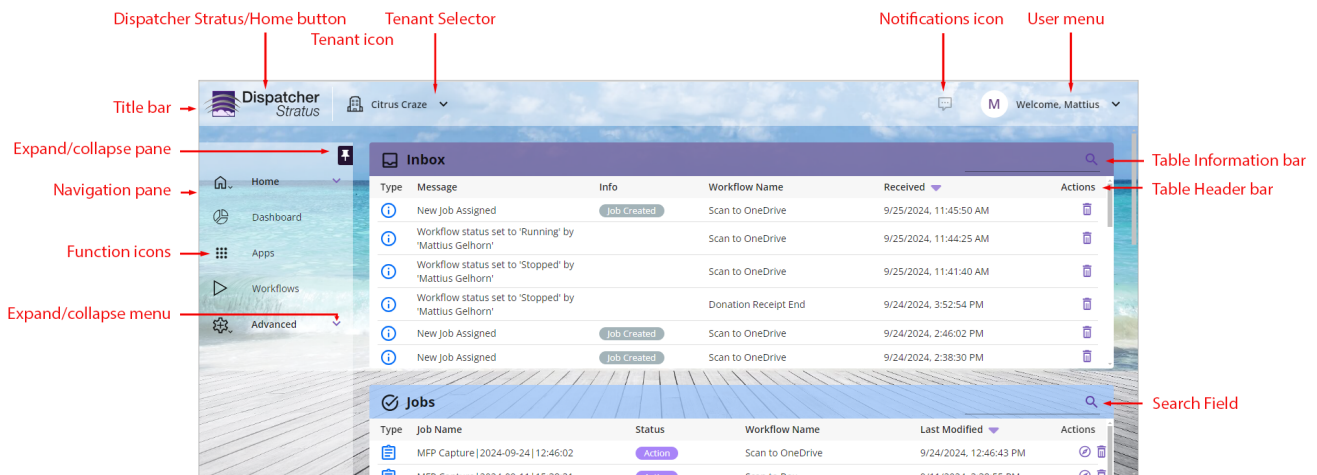 Dispatcher Stratus/Home button
Tenant Selector
Notifications icon
User menu
Tenant icon
Title bar
Dispatcher
Stratus
Citrus Craze
M
Welcome, Mattius
Expand/collapse pane
Inbox
Table Information bar
Navigation pane
Home
Type Message Info Workflow Name Received Actions
Table Header bar
Dashboard
New Job Assigned Job Created Scan to OneDrive 9/25/2024, 11:45:50 AM
Workflow status set to 'Running' by
'Mattius Gelhorn'
Scan to OneDrive 9/25/2024, 11:44:25 AM
Function icons
Apps
Workflow status set to 'Stopped' by
'Mattius Gelhorn'
Scan to OneDrive 9/25/2024, 11:41:40 AM
Workflows
Workflow status set to 'Stopped' by
'Mattius Gelhorn'
Donation Receipt End 9/24/2024, 3:52:54 PM
Expand/collapse menu
Advanced
New Job Assigned Job Created Scan to OneDrive 9/24/2024, 2:46:02 PM
New Job Assigned Job Created Scan to OneDrive 9/24/2024, 2:38:30 PM
Jobs
Search Field
Type Job Name Status Workflow Name Last Modified Actions
MFP Capture|2024-09-24|12:46:02 Action Scan to OneDrive 9/24/2024, 12:46:43 PM